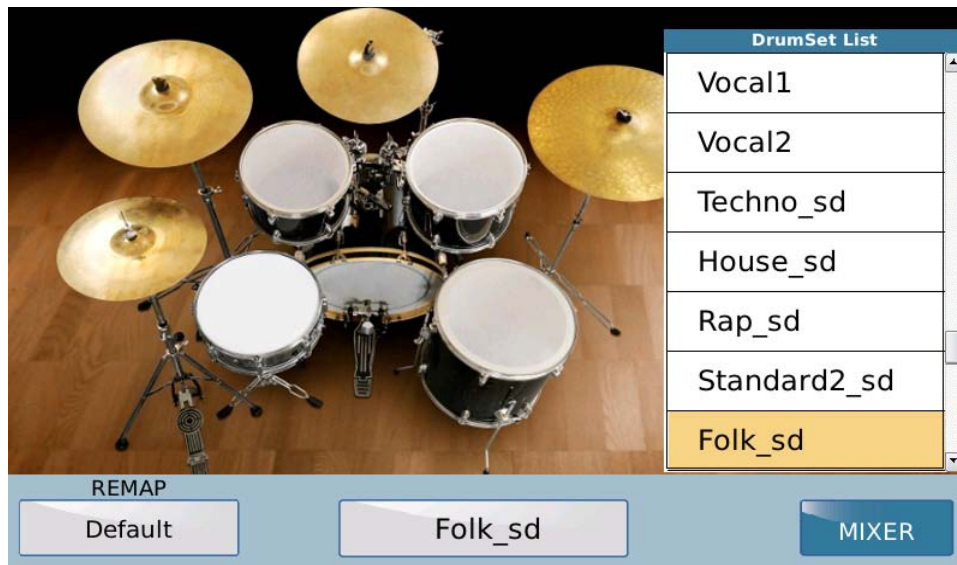 DrumSet List
Vocal1
Vocal2
Techno_sd
House_sd
Rap_sd
Standard2_sd
Folk_sd
REMAP
Default
Folk_sd
MIXER